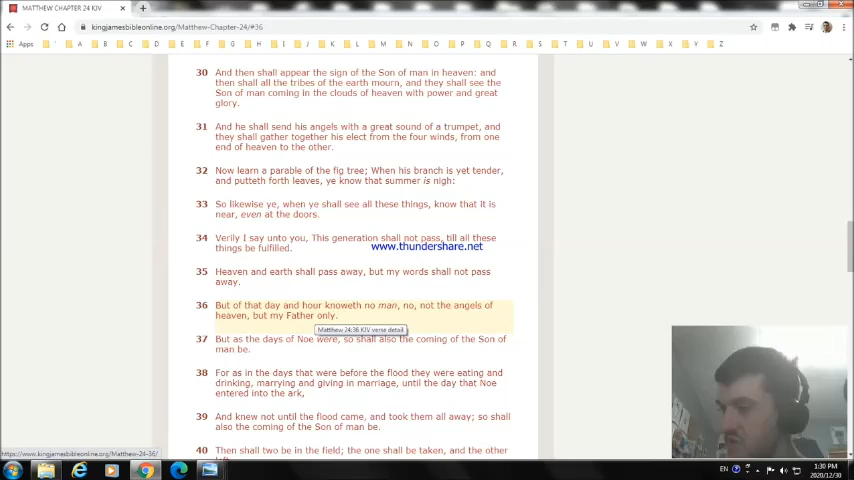 MATTHEW CHAPTER 24 KJV
kingjamesbibleonline.org/Matthew-Chapter-24/#36
Apps ' A B C D E F G H I J K L M N O P Q R S T U V W X Y Z
30 And then shall appear the sign of the Son of man in heaven: and
then shall all the tribes of the earth mourn, and they shall see the
Son of man coming in the clouds of heaven with power and great
glory.
31 And he shall send his angels with a great sound of a trumpet, and
they shall gather together his elect from the four winds, from one
end of heaven to the other.
32 Now learn a parable of the fig tree; When his branch is yet tender,
and putteth forth leaves, ye know that summer is nigh:
33 So likewise ye, when ye shall see all these things, know that it is
near, even at the doors.
34 Verily I say unto you, This generation shall not pass, till all these
things be fulfilled.
www.thundershare.net
35 Heaven and earth shall pass away, but my words shall not pass
away.
36 But of that day and hour knoweth no man, no, not the angels of
heaven, but my Father only.
Matthew 24:36 KJV verse detail
37 But as the days of Noe were, so shall also the coming of the Son of
man be.
38 For as in the days that were before the flood they were eating and
drinking, marrying and giving in marriage, until the day that Noe
entered into the ark,
39 And knew not until the flood came, and took them all away; so shall
also the coming of the Son of man be.
40 Then shall two be in the field; the one shall be taken, and the other
left.
https://www.kingjamesbibleonline.org/Matthew-24-36/
EN
1:30 PM
2020/12/30